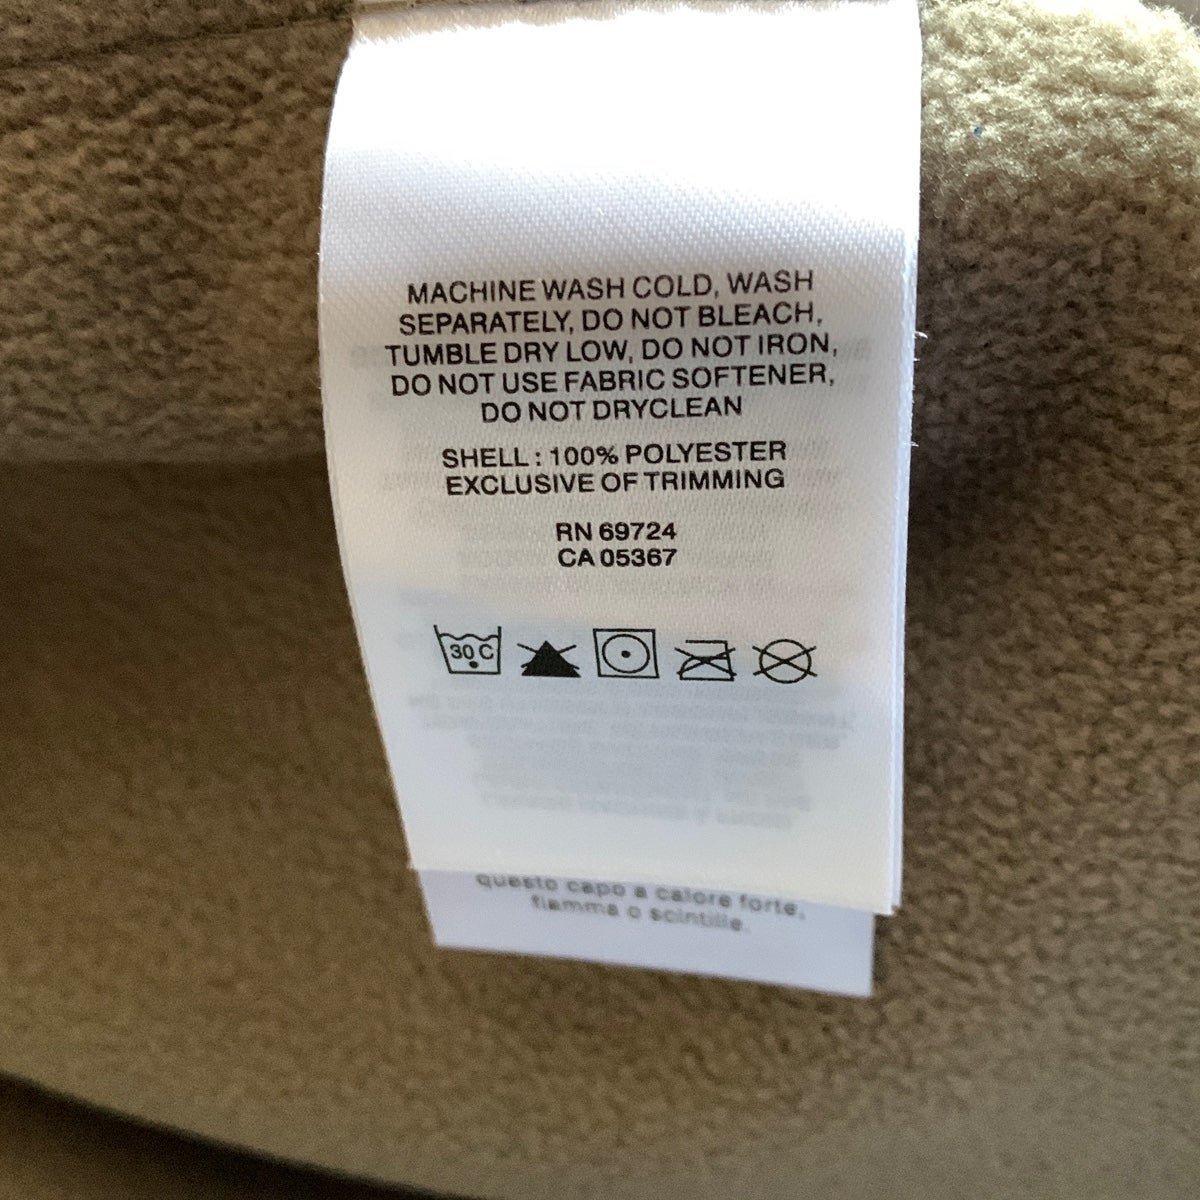 MACHINE WASH COLD, WASH
SEPARATELY, DO NOT BLEACH,
TUMBLE DRY LOW, DO NOT IRON,
DO NOT USE FABRIC SOFTENER,
DO NOT DRYCLEAN
SHELL : 100% POLYESTER
EXCLUSIVE OF TRIMMING
RN 69724
CA 05367
30 C
questo capo a calore forte,
fiamma o scintille.